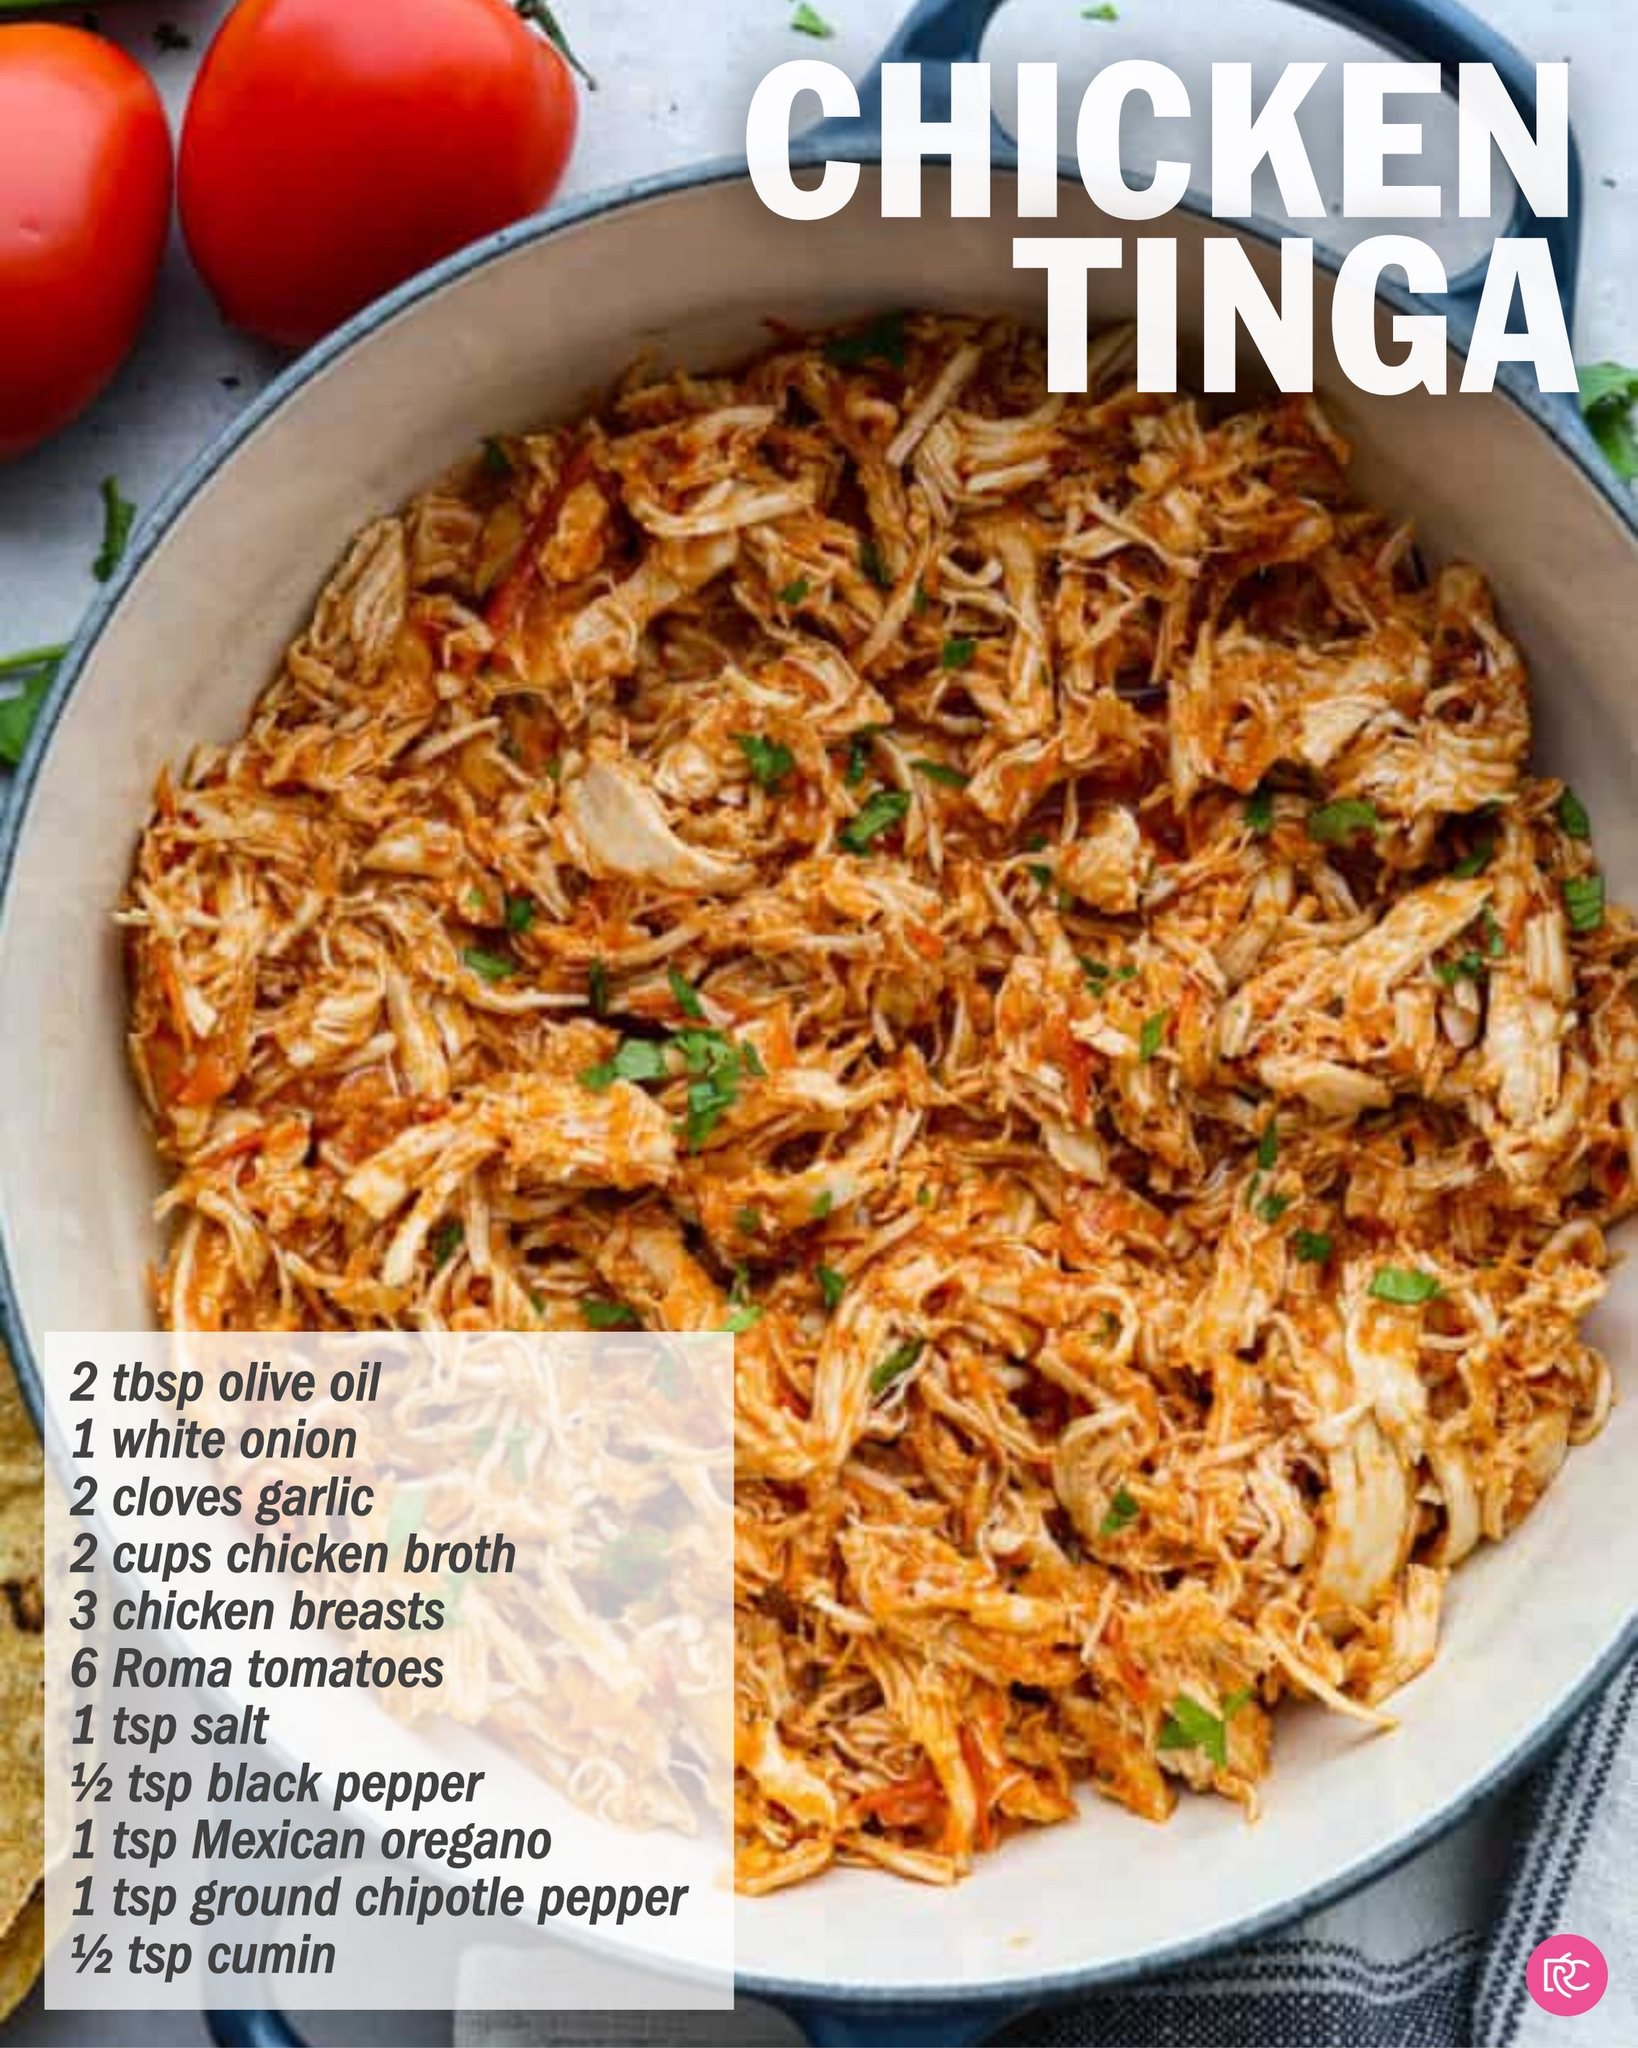 CHICKEN
TINGA
2 tbsp olive oil
1 white onion
2 cloves garlic
2 cups chicken broth
3 chicken breasts
6 Roma tomatoes
1 tsp salt
½ tsp black pepper
1 tsp Mexican oregano
1 tsp ground chipotle pepper
½ tsp cumin
RC